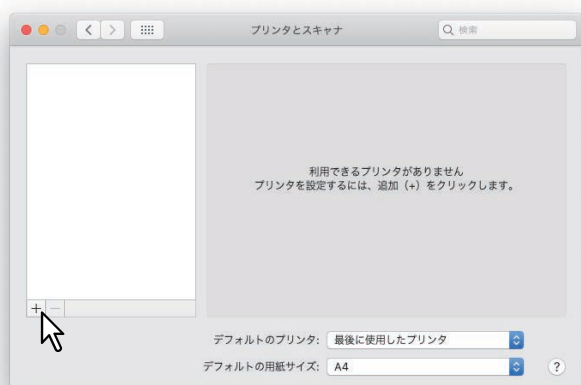 プリンタとスキャナ
検索
利用できるプリンタがありません
プリンタを設定するには、追加（+）をクリックします。
+ −
デフォルトのプリンタ: 最後に使用したプリンタ
デフォルトの用紙サイズ: A4
?